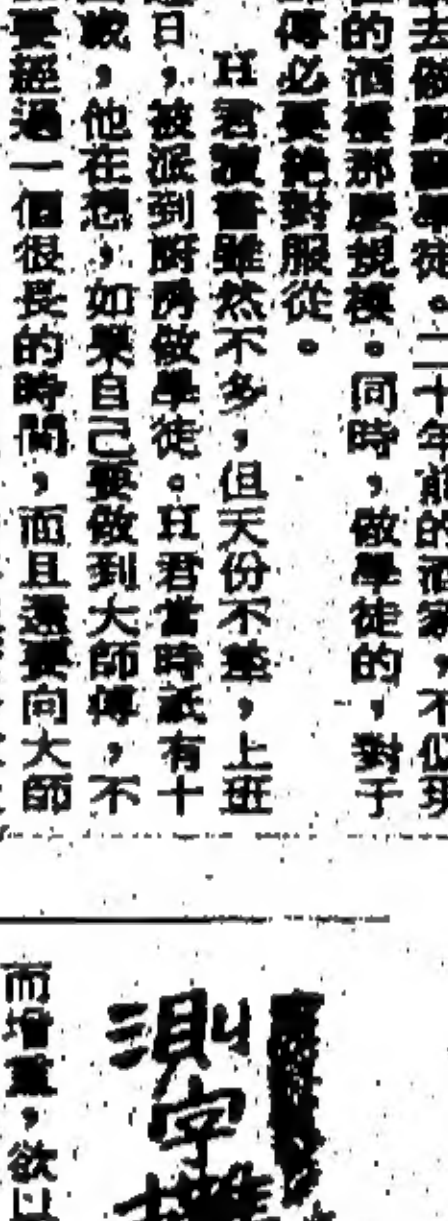 去做學徒。二十年前的酒家,不似現
的酒樓那麼規模。同時,做學徒的,對于
傅必要絕對服從。
H君讀書雖然不多,但天份不差,上班
日,被派到廚房做學徒。H君當時祇有十
歲,他在想,如果自己要做到大師傅,不
要經過一個很長的時間,而且還要向大師
測字
而增重,欲以